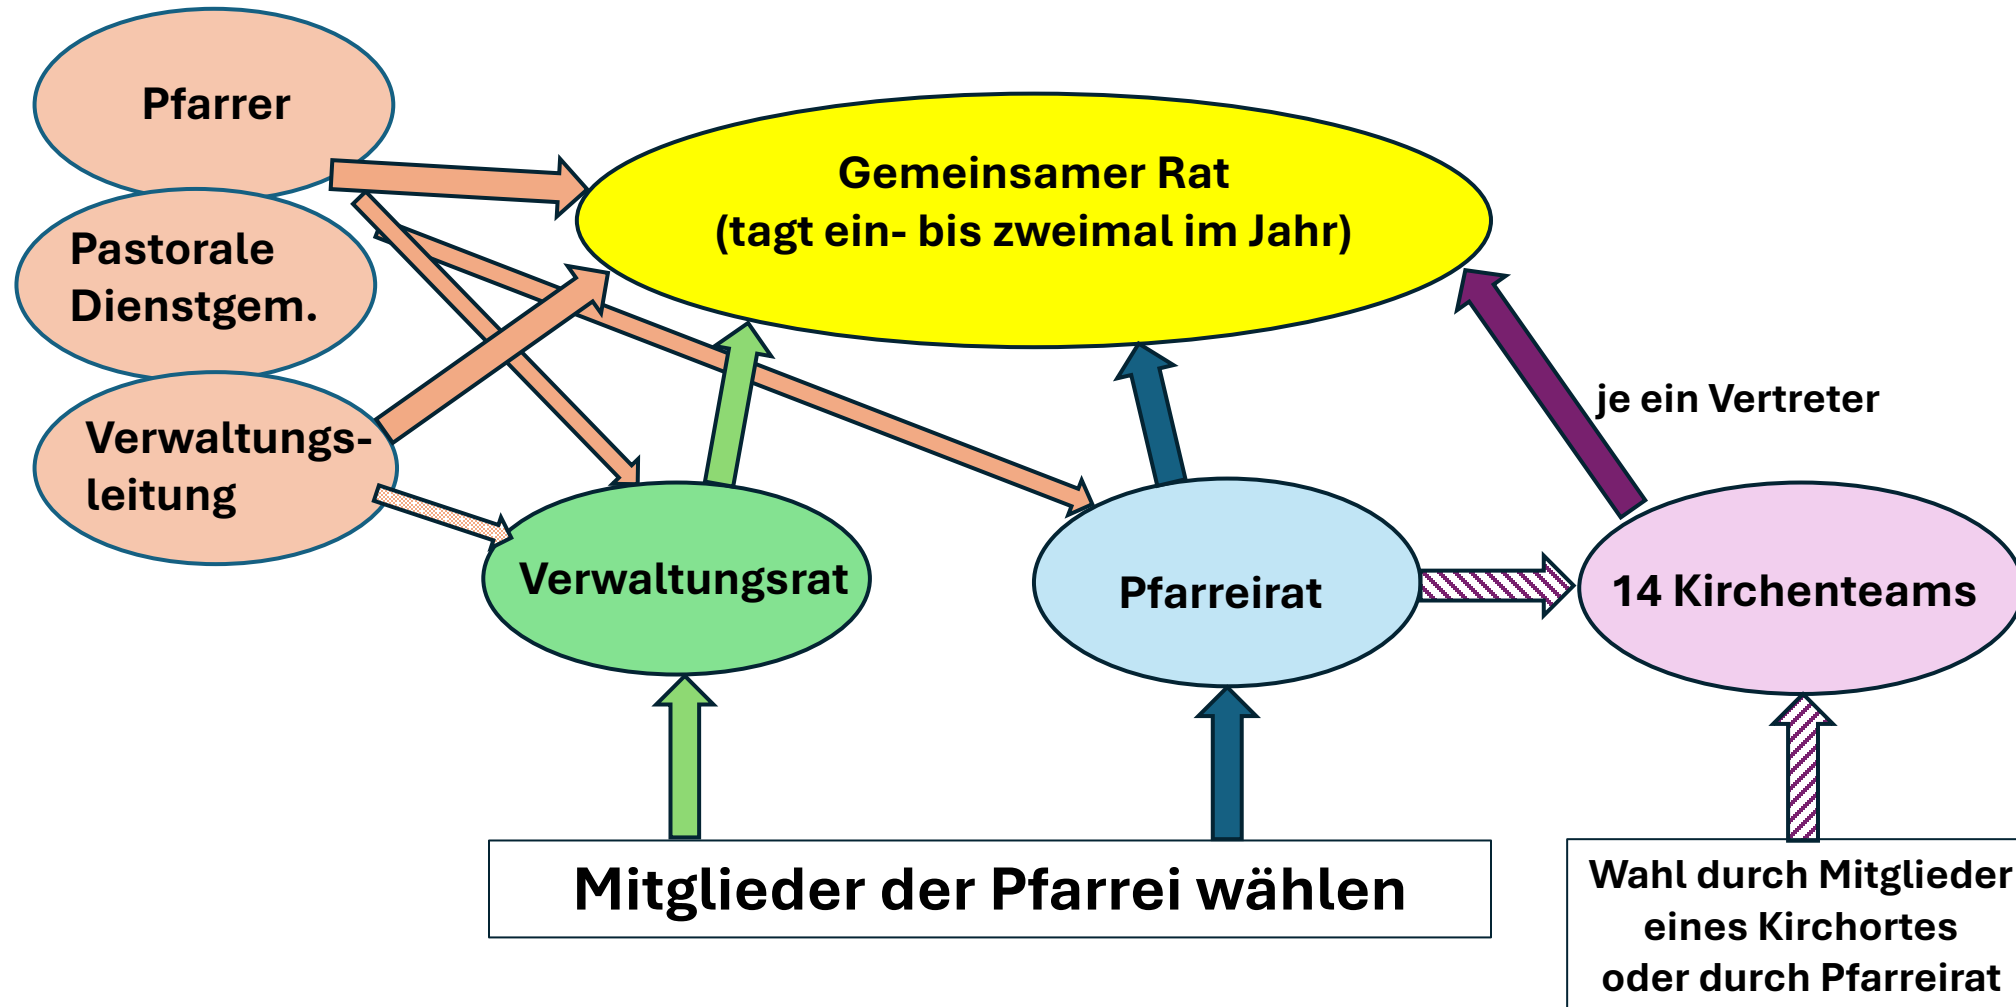 Pfarrer
Pastorale
Dienstgem.
Verwaltungs-
leitung
Gemeinsamer Rat
(tagt ein- bis zweimal im Jahr)
je ein Vertreter
Verwaltungsrat
Pfarreirat
14 Kirchenteams
Mitglieder der Pfarrei wählen
Wahl durch Mitglieder
eines Kirchortes
oder durch Pfarreirat